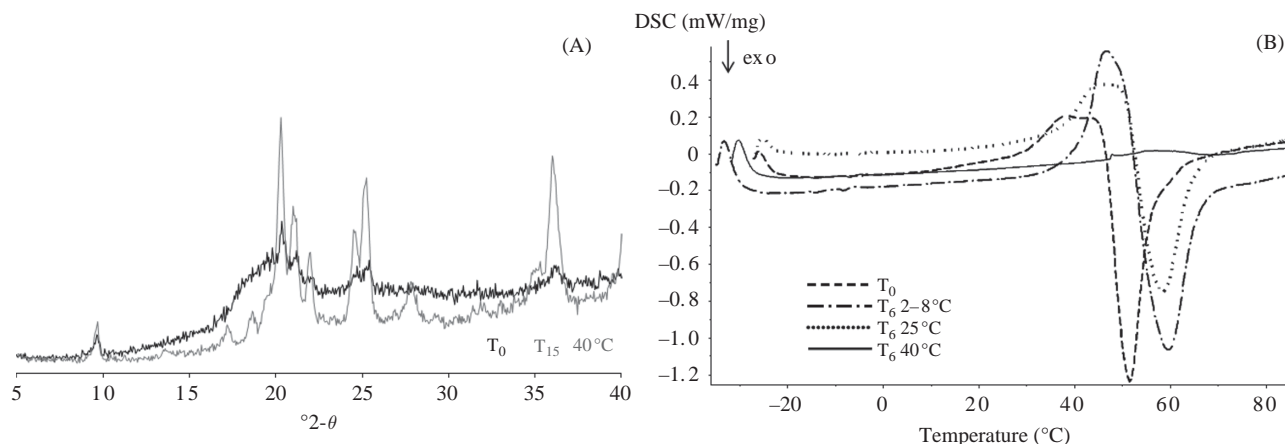 (A)
T0 T15 40 °C
5 10 15 20 25 30 35 40
°2-θ
DSC (mW/mg)
exo
(B)
0.4
0.2
0
–0.2
–0.4
–0.6
–0.8
–1.0
–1.2
T0
T6 2–8 °C
T6 25 °C
T6 40 °C
–20 0 20 40 60 80
Temperature (°C)